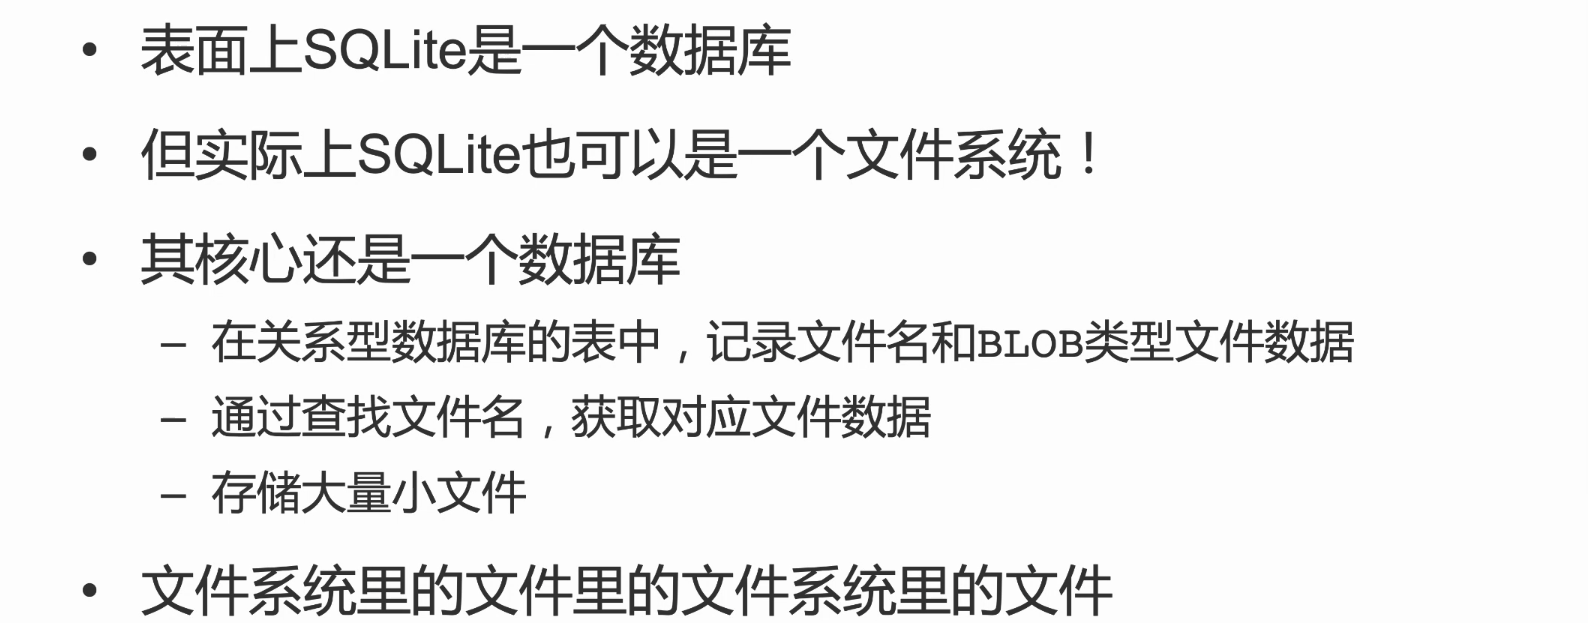 • 表面上SQLite是一个数据库
• 但实际上SQLite也可以是一个文件系统！
• 其核心还是一个数据库
– 在关系型数据库的表中，记录文件名和BLOB类型文件数据
– 通过查找文件名，获取对应文件数据
– 存储大量小文件
• 文件系统里的文件里的文件系统里的文件